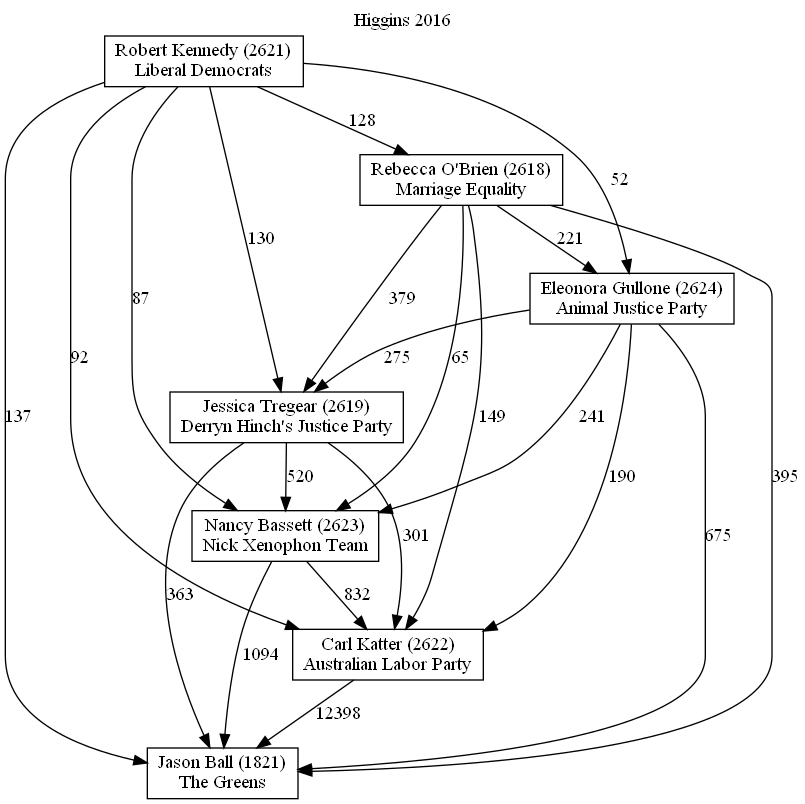 Higgins 2016
Robert Kennedy (2621)
Liberal Democrats
128
Rebecca O'Brien (2618)
Marriage Equality
52
130
221
Eleonora Gullone (2624)
Animal Justice Party
87
379
92
275
65
Jessica Tregear (2619)
Derryn Hinch's Justice Party
137
149
241
520
190
395
Nancy Bassett (2623)
Nick Xenophon Team
301
675
363
832
Carl Katter (2622)
Australian Labor Party
1094
12398
Jason Ball (1821)
The Greens